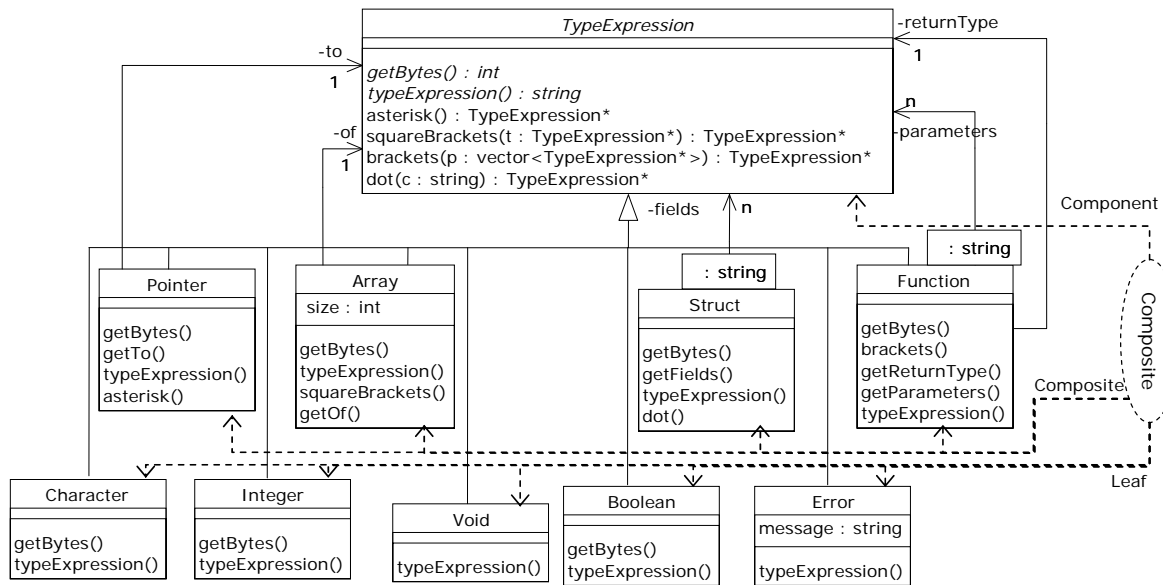 TypeExpression
-returnType
1
-to
1
getBytes() : int
typeExpression() : string
asterisk() : TypeExpression*
squareBrackets(t : TypeExpression*) : TypeExpression*
brackets(p : vector<TypeExpression*>) : TypeExpression*
dot(c : string) : TypeExpression*
n
-parameters
-of
1
-fields
n
Component
: string
: string
Pointer
getBytes()
getTo()
typeExpression()
asterisk()
Array
size : int
getBytes()
typeExpression()
squareBrackets()
getOf()
Struct
getBytes()
getFields()
typeExpression()
dot()
Function
getBytes()
brackets()
getReturnType()
getParameters()
typeExpression()
Composite
Composite
Leaf
Character
getBytes()
typeExpression()
Integer
getBytes()
typeExpression()
Void
typeExpression()
Boolean
getBytes()
typeExpression()
Error
message : string
typeExpression()